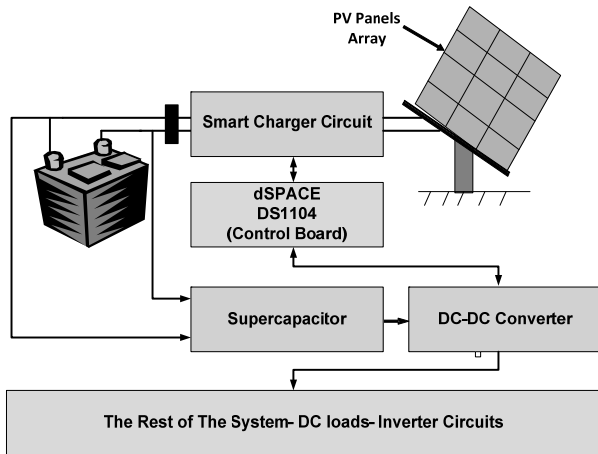 PV Panels
Array
Smart Charger Circuit
dSPACE
DS1104
(Control Board)
Supercapacitor
DC-DC Converter
The Rest of The System- DC loads- Inverter Circuits